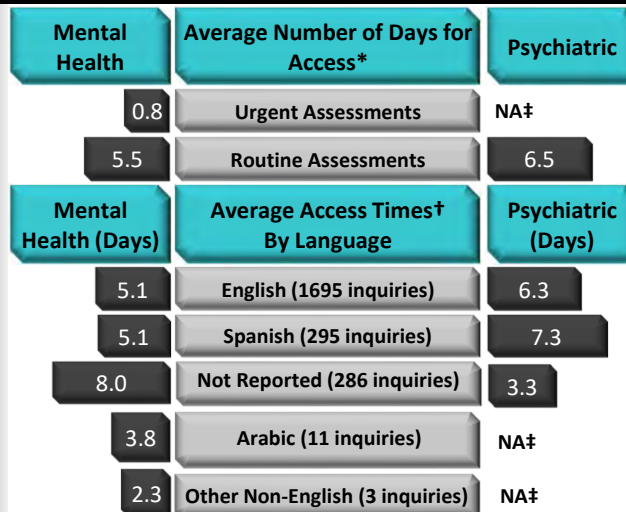 Mental
Health
Average Number of Days for
Access*
Psychiatric
0.8
Urgent Assessments
NA‡
5.5
Routine Assessments
6.5
Mental
Health (Days)
Average Access Times†
By Language
Psychiatric
(Days)
5.1
English (1695 inquiries)
6.3
5.1
Spanish (295 inquiries)
7.3
8.0
Not Reported (286 inquiries)
3.3
3.8
Arabic (11 inquiries)
NA‡
2.3
Other Non-English (3 inquiries)
NA‡